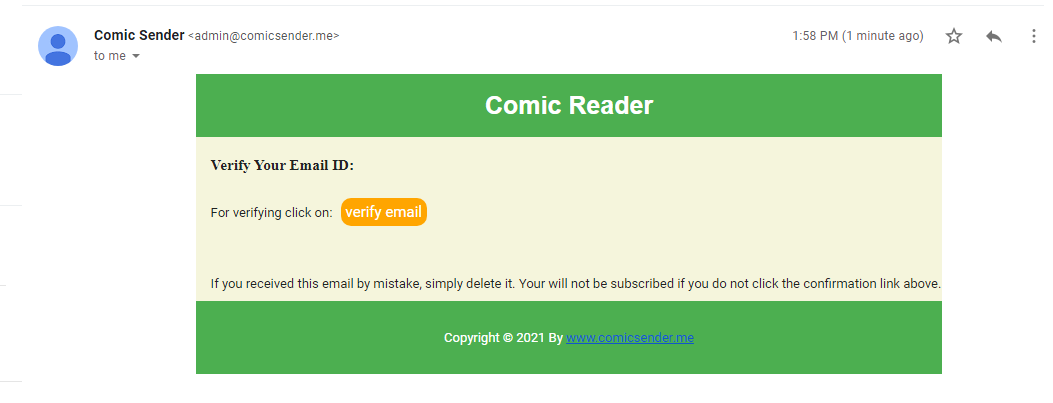 Comic Sender <admin@comicsender.me> 1:58 PM (1 minute ago)
to me
Comic Reader
Verify Your Email ID:
For verifying click on: verify email
If you received this email by mistake, simply delete it. Your will not be subscribed if you do not click the confirmation link above.
Copyright © 2021 By www.comicsender.me